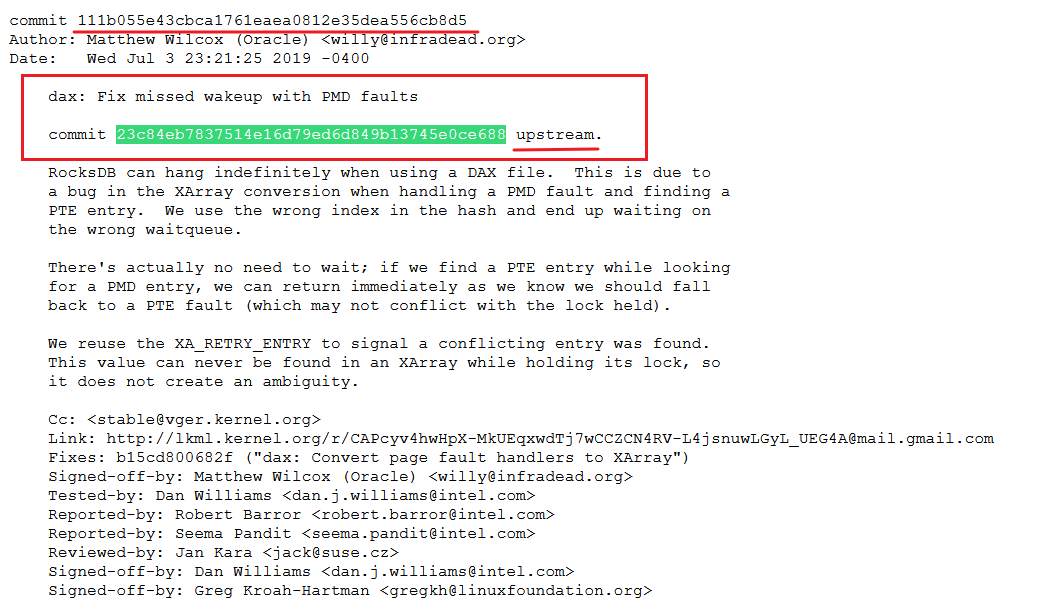 commit 111b055e43cbca1761eaea0812e35dea556cb8d5
Author: Matthew Wilcox (Oracle) <willy@infradead.org>
Date:   Wed Jul 3 23:21:25 2019 -0400
dax: Fix missed wakeup with PMD faults
commit 23c84eb7837514e16d79ed6d849b13745e0ce688 upstream.
RocksDB can hang indefinitely when using a DAX file.  This is due to
a bug in the XArray conversion when handling a PMD fault and finding a
PTE entry.  We use the wrong index in the hash and end up waiting on
the wrong waitqueue.
There's actually no need to wait; if we find a PTE entry while looking
for a PMD entry, we can return immediately as we know we should fall
back to a PTE fault (which may not conflict with the lock held).
We reuse the XA_RETRY_ENTRY to signal a conflicting entry was found.
This value can never be found in an XArray while holding its lock, so
it does not create an ambiguity.
Cc: <stable@vger.kernel.org>
Link: http://lkml.kernel.org/r/CAPcyv4hwHpX-MkUEqxwdTj7wCCZCN4RV-L4jsnuwLGyL_UEG4A@mail.gmail.com
Fixes: b15cd800682f ("dax: Convert page fault handlers to XArray")
Signed-off-by: Matthew Wilcox (Oracle) <willy@infradead.org>
Tested-by: Dan Williams <dan.j.williams@intel.com>
Reported-by: Robert Barror <robert.barror@intel.com>
Reported-by: Seema Pandit <seema.pandit@intel.com>
Reviewed-by: Jan Kara <jack@suse.cz>
Signed-off-by: Dan Williams <dan.j.williams@intel.com>
Signed-off-by: Greg Kroah-Hartman <gregkh@linuxfoundation.org>